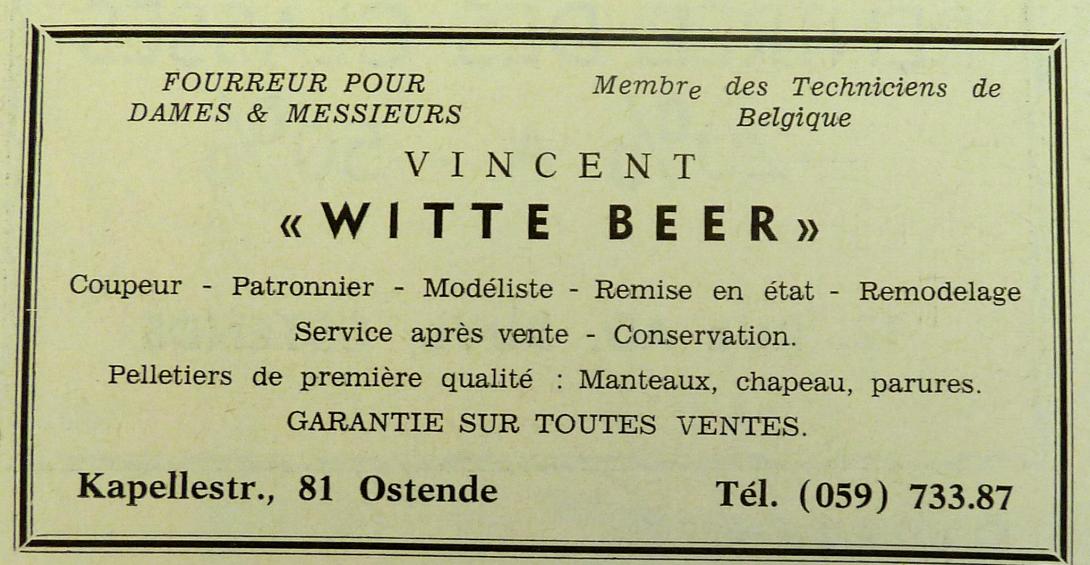 FOURREUR POUR
DAMES & MESSIEURS
Membre des Techniciens de
Belgique
VINCENT
«WITTE BEER»
Coupeur - Patronnier - Modéliste - Remise en état - Remodelage
Service après vente - Conservation.
Pelletiers de première qualité : Manteaux, chapeau, parures.
GARANTIE SUR TOUTES VENTES.
Kapellestr., 81 Ostende
Tél. (059) 733.87